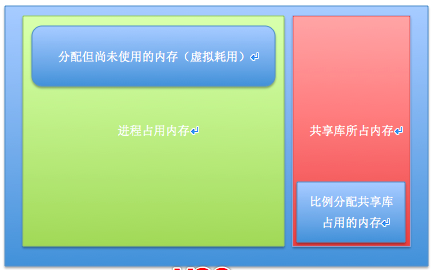 分配但尚未使用的内存（虚拟耗用）
进程占用内存
共享库所占内存
比例分配共享库
占用的内存